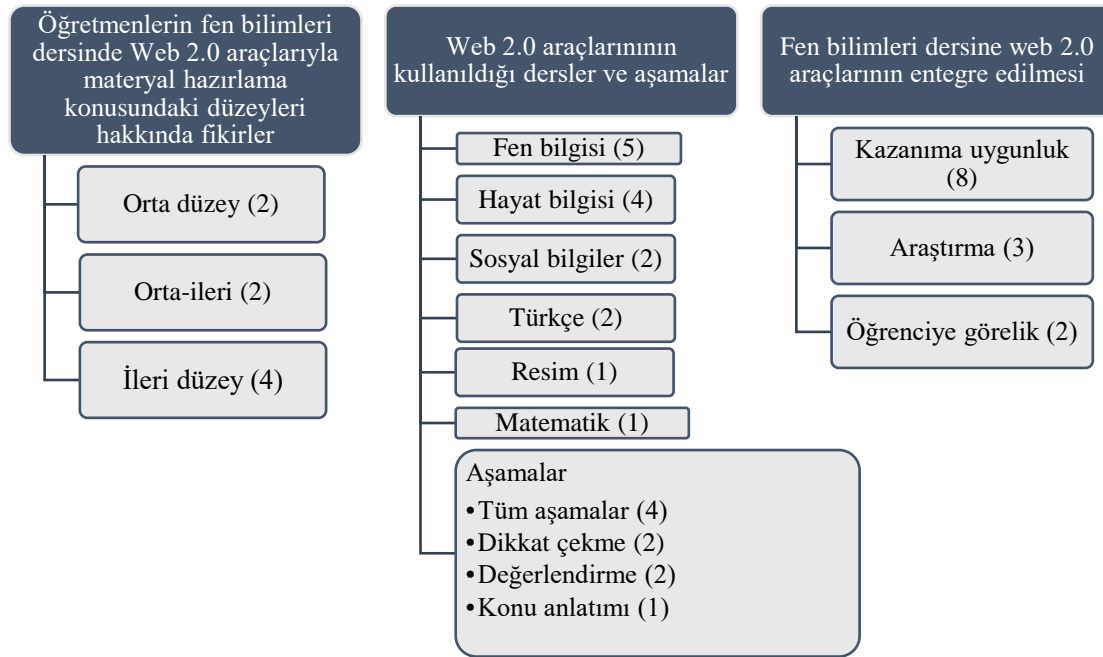 Öğretmenlerin fen bilimleri
dersinde Web 2.0 araçlarıyla
materyal hazırlama
konusundaki düzeyleri
hakkında fikirler
Orta düzey (2)
Orta-ileri (2)
İleri düzey (4)
Web 2.0 araçlarınının
kullanıldığı dersler ve aşamalar
Fen bilgisi (5)
Hayat bilgisi (4)
Sosyal bilgiler (2)
Türkçe (2)
Resim (1)
Matematik (1)
Aşamalar
•Tüm aşamalar (4)
•Dikkat çekme (2)
•Değerlendirme (2)
•Konu anlatımı (1)
Fen bilimleri dersine web 2.0
araçlarının entegre edilmesi
Kazanıma uygunluk
(8)
Araştırma (3)
Öğrenciye görelik (2)